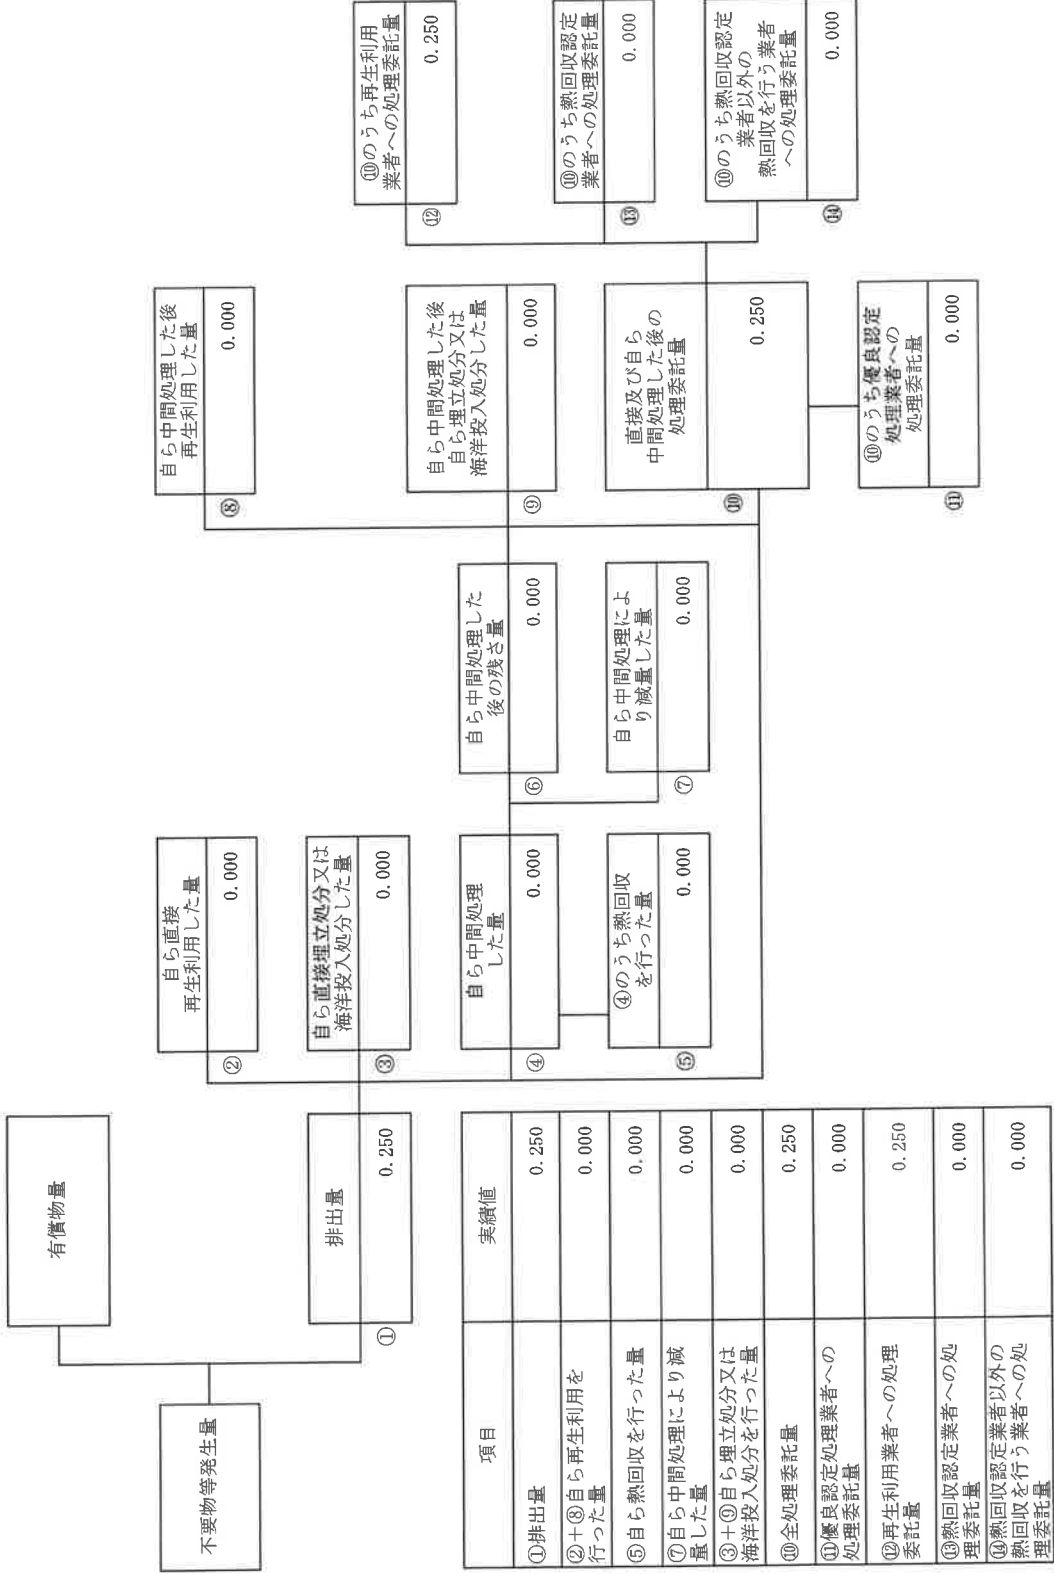 不要物等発生量
有償物量
排出量
①
0.250
自ら直接
再生利用した量
②
0.000
自ら直接埋立処分又は
海洋投入処分した量
③
0.000
自ら中間処理
した量
④
0.000
④のうち熱回収
を行った量
⑤
0.000
自ら中間処理した
後の残さ量
⑥
0.000
自ら中間処理によ
り減量した量
⑦
0.000
自ら中間処理した後
再生利用した量
⑧
0.000
自ら中間処理した後
自ら埋立処分又は
海洋投入処分した量
⑨
0.000
直接及び自ら
中間処理した後の
処理委託量
⑩
0.250
⑩のうち優良認定
処理業者への
処理委託量
⑪
0.000
⑩のうち再生利用
業者への処理委託量
⑫
0.250
⑩のうち熱回収認定
業者への処理委託量
⑬
0.000
⑩のうち熱回収認定
業者以外の
熱回収を行う業者
への処理委託量
⑭
0.000
項目 実績値
①排出量 0.250
②+⑧自ら再生利用を
行った量 0.000
⑤自ら熱回収を行った量 0.000
⑦自ら中間処理により減
量した量 0.000
③+⑨自ら埋立処分又は
海洋投入処分を行った量 0.000
⑩全処理委託量 0.250
⑪優良認定処理業者への
処理委託量 0.000
⑫再生利用業者への処理
委託量 0.250
⑬熱回収認定業者への処
理委託量 0.000
⑭熱回収認定業者以外の
熱回収を行う業者への処
理委託量 0.000